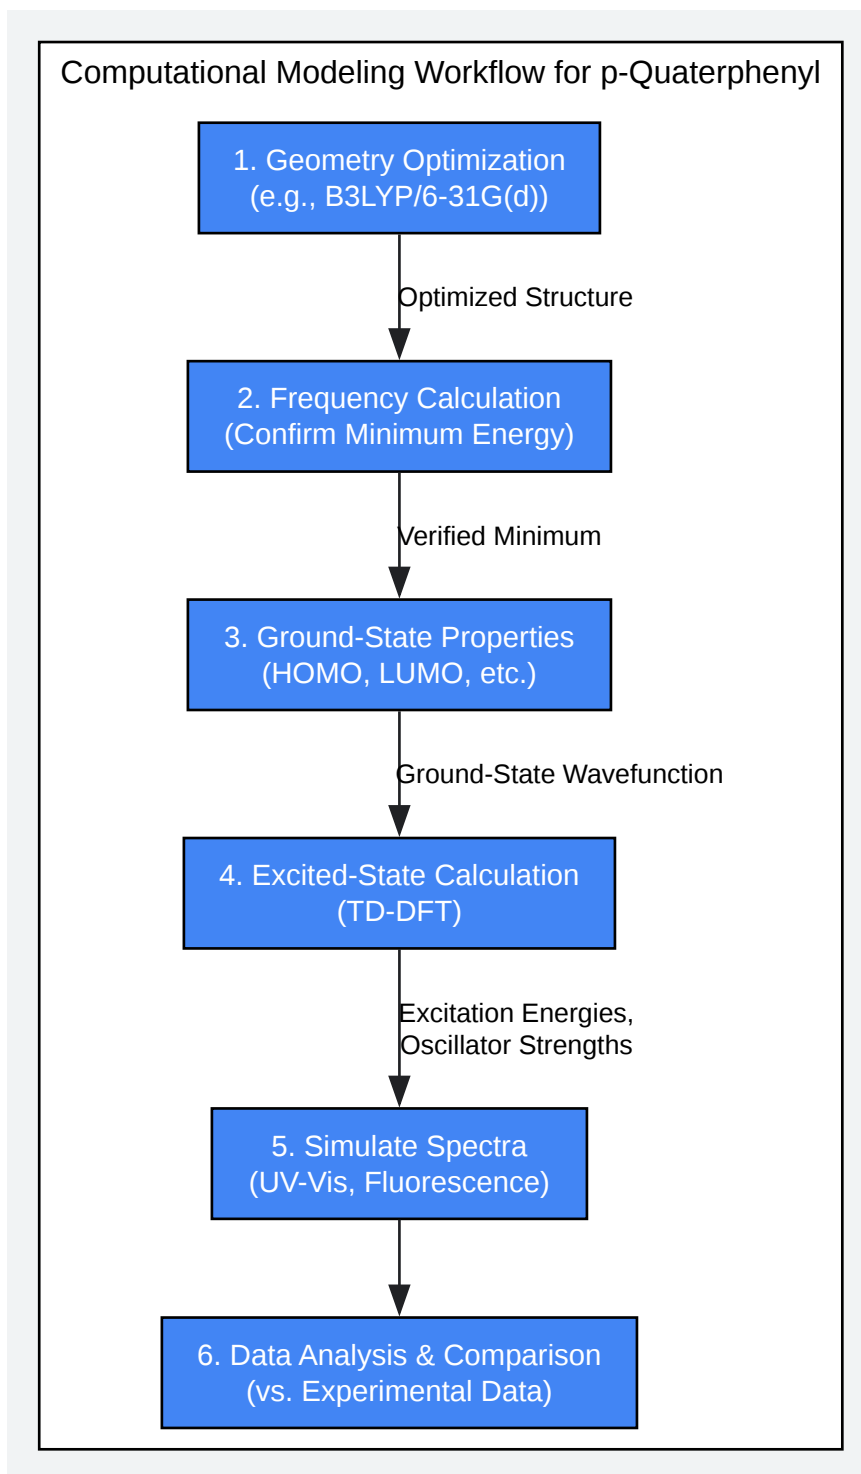 Computational Modeling Workflow for p-Quaterphenyl
1. Geometry Optimization
(e.g., B3LYP/6-31G(d))
Optimized Structure
2. Frequency Calculation
(Confirm Minimum Energy)
Verified Minimum
3. Ground-State Properties
(HOMO, LUMO, etc.)
Ground-State Wavefunction
4. Excited-State Calculation
(TD-DFT)
Excitation Energies,
Oscillator Strengths
5. Simulate Spectra
(UV-Vis, Fluorescence)
6. Data Analysis & Comparison
(vs. Experimental Data)